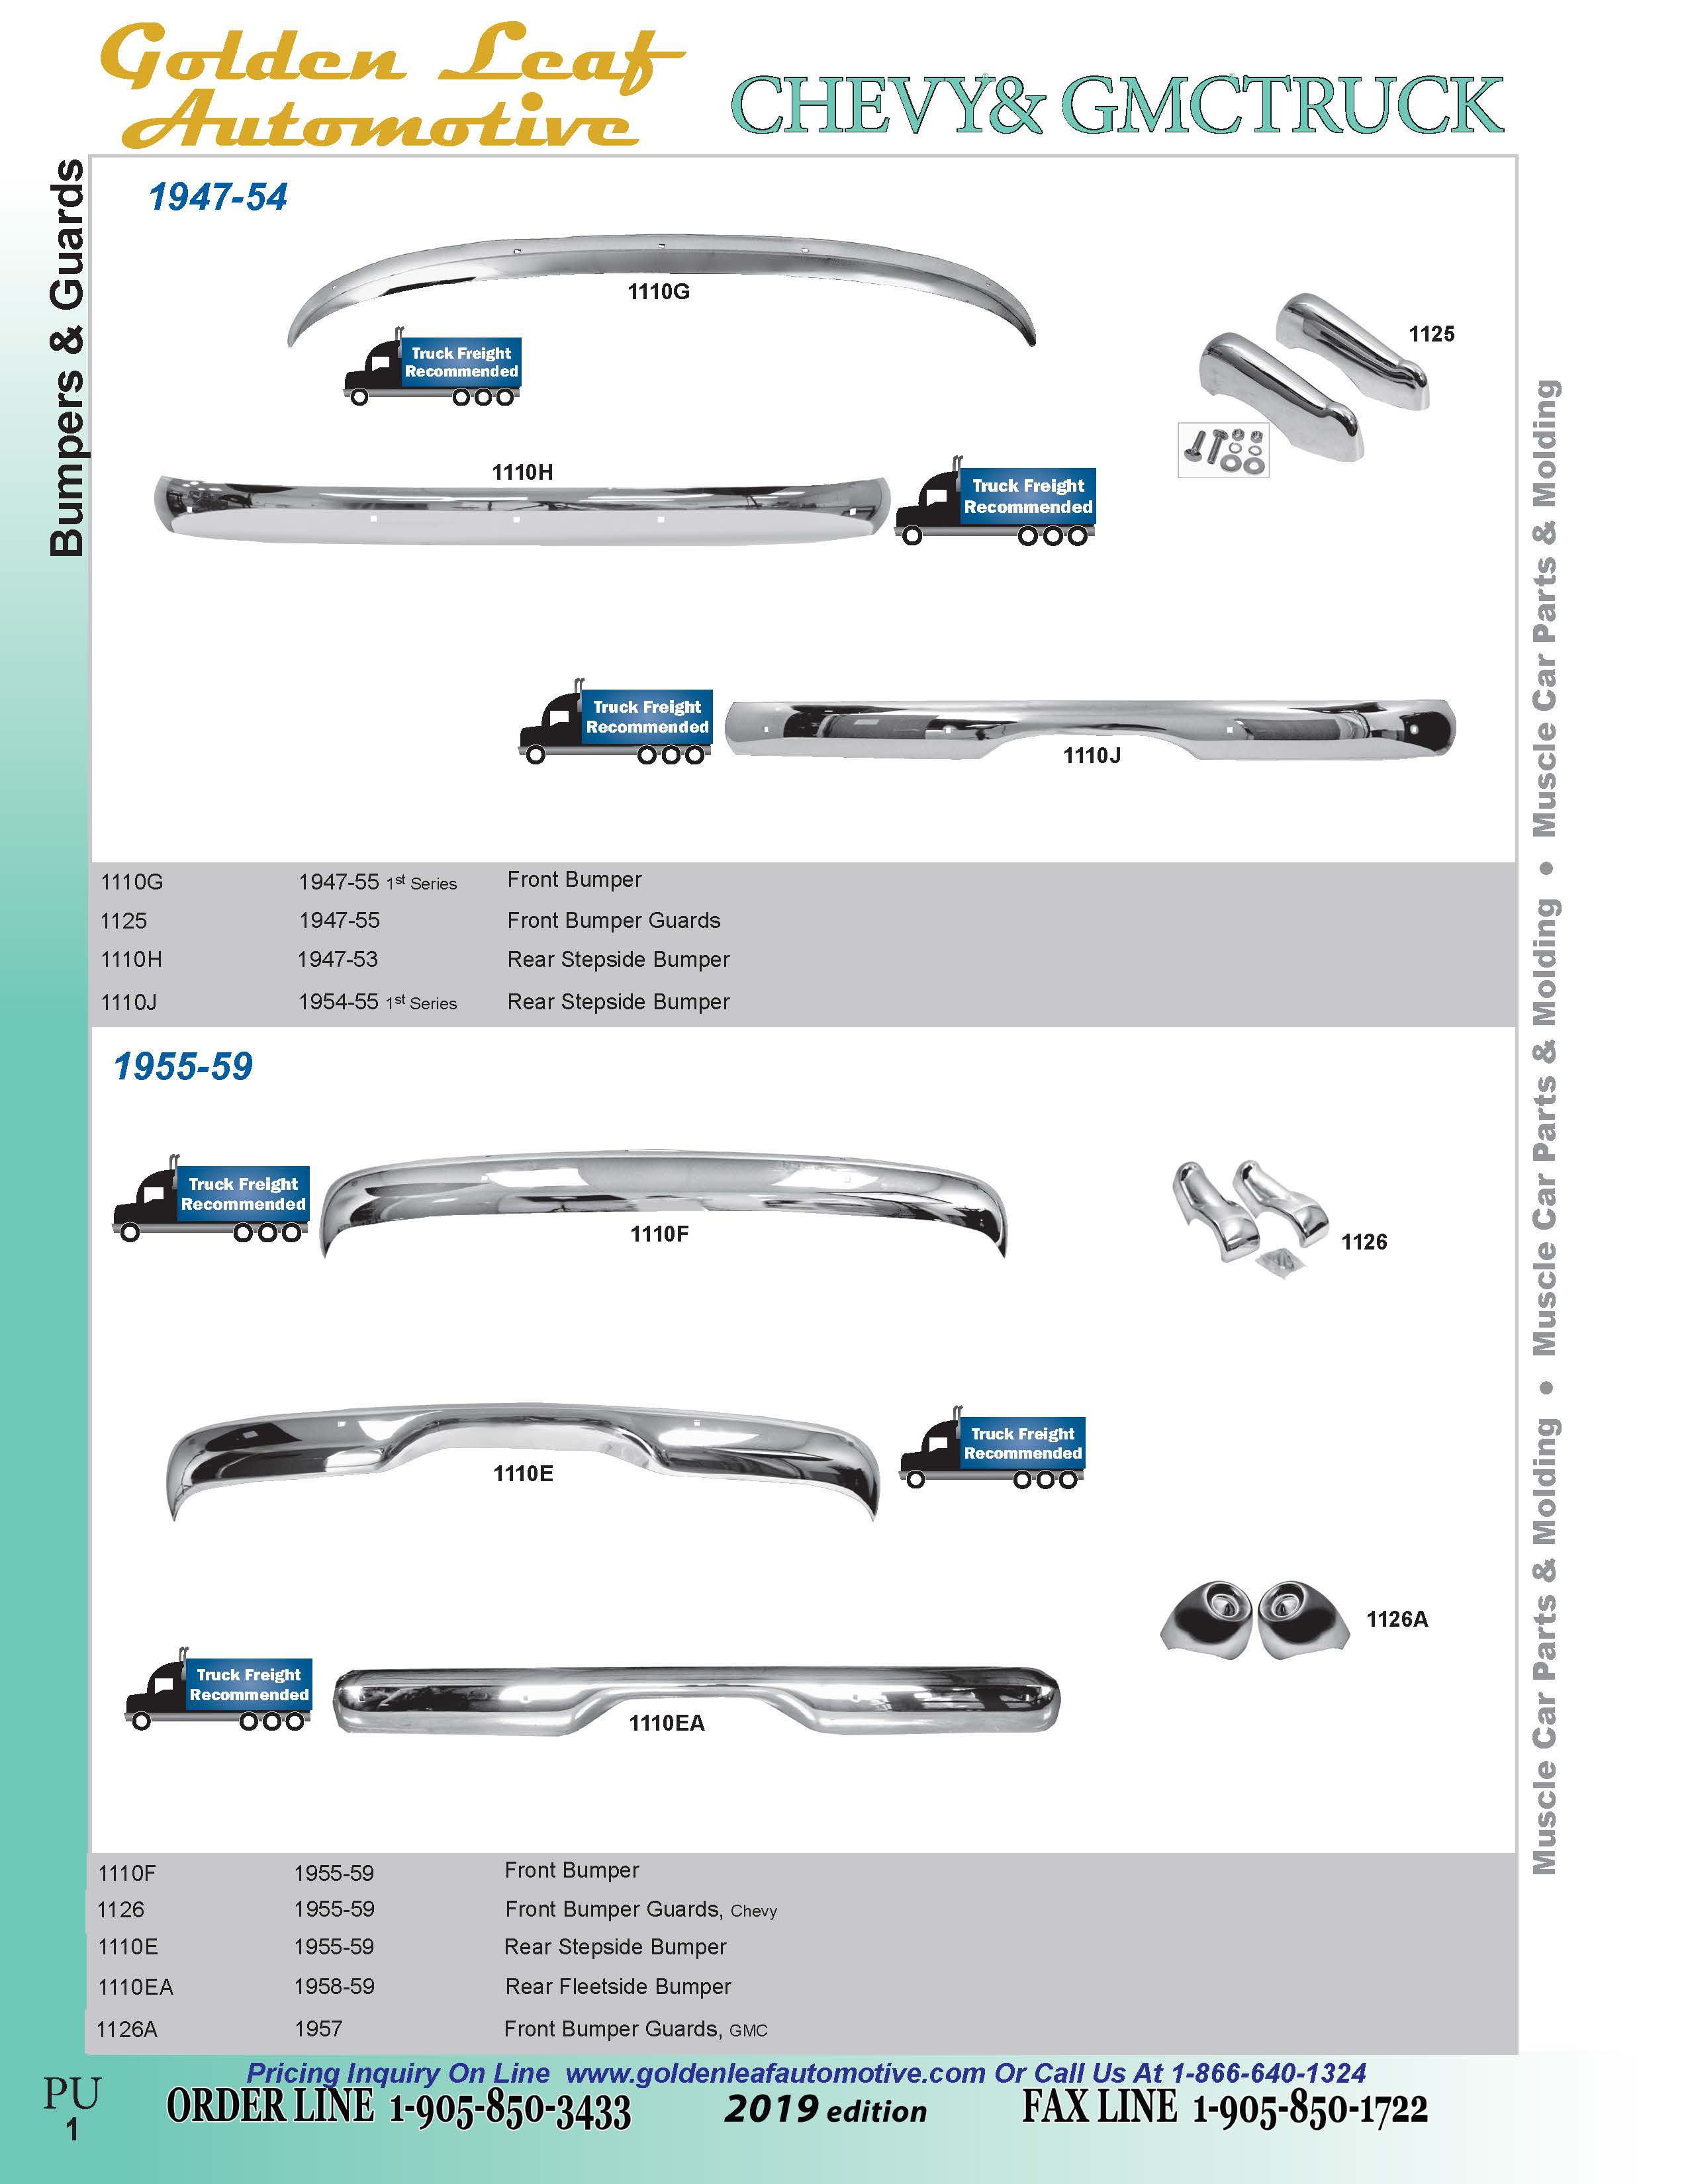 Golden Leaf
Automotive
CHEVY& GMCTRUCK
Bumpers & Guards
1947-54
1110G
Truck Freight
Recommended
1125
1110H
Truck Freight
Recommended
Truck Freight
Recommended
1110J
1110G 1947-55 1st Series Front Bumper
1125 1947-55 Front Bumper Guards
1110H 1947-53 Rear Stepside Bumper
1110J 1954-55 1st Series Rear Stepside Bumper
1955-59
Truck Freight
Recommended
1110F
1126
1110E
Truck Freight
Recommended
1126A
Truck Freight
Recommended
1110EA
1110F 1955-59 Front Bumper
1126 1955-59 Front Bumper Guards, Chevy
1110E 1955-59 Rear Stepside Bumper
1110EA 1958-59 Rear Fleetside Bumper
1126A 1957 Front Bumper Guards, GMC
Muscle Car Parts & Molding • Muscle Car Parts & Molding • Muscle Car Parts & Molding
Pricing Inquiry On Line www.goldenleafautomotive.com Or Call Us At 1-866-640-1324
PU
1
ORDER LINE 1-905-850-3433 2019 edition FAX LINE 1-905-850-1722